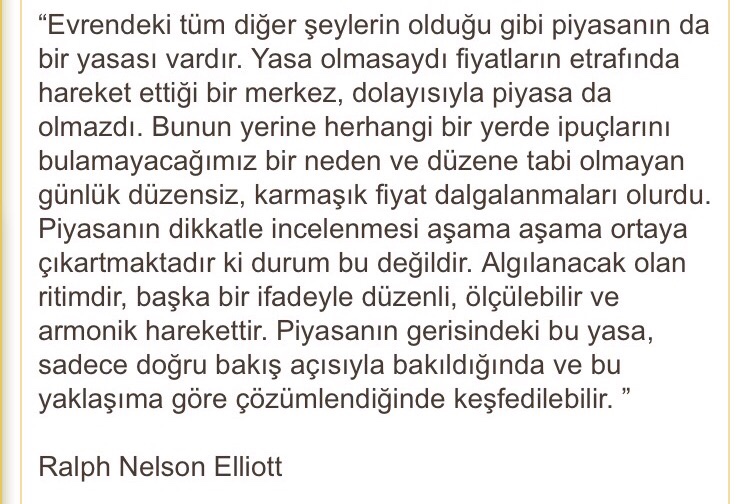 “Evrendeki tüm diğer şeylerin olduğu gibi piyasanın da
bir yasası vardır. Yasa olmasaydı fiyatların etrafında
hareket ettiği bir merkez, dolayısıyla piyasa da
olmazdı. Bunun yerine herhangi bir yerde ipuçlarını
bulamayacağımız bir neden ve düzene tabi olmayan
günlük düzensiz, karmaşık fiyat dalgalanmaları olurdu.
Piyasanın dikkatle incelenmesi aşama aşama ortaya
çıkartmaktadır ki durum bu değildir. Algılanacak olan
ritimdir, başka bir ifadeyle düzenli, ölçülebilir ve
armonik harekettir. Piyasanın gerisindeki bu yasa,
sadece doğru bakış açısıyla bakıldığında ve bu
yaklaşıma göre çözümlendiğinde keşfedilebilir. ”
Ralph Nelson Elliott